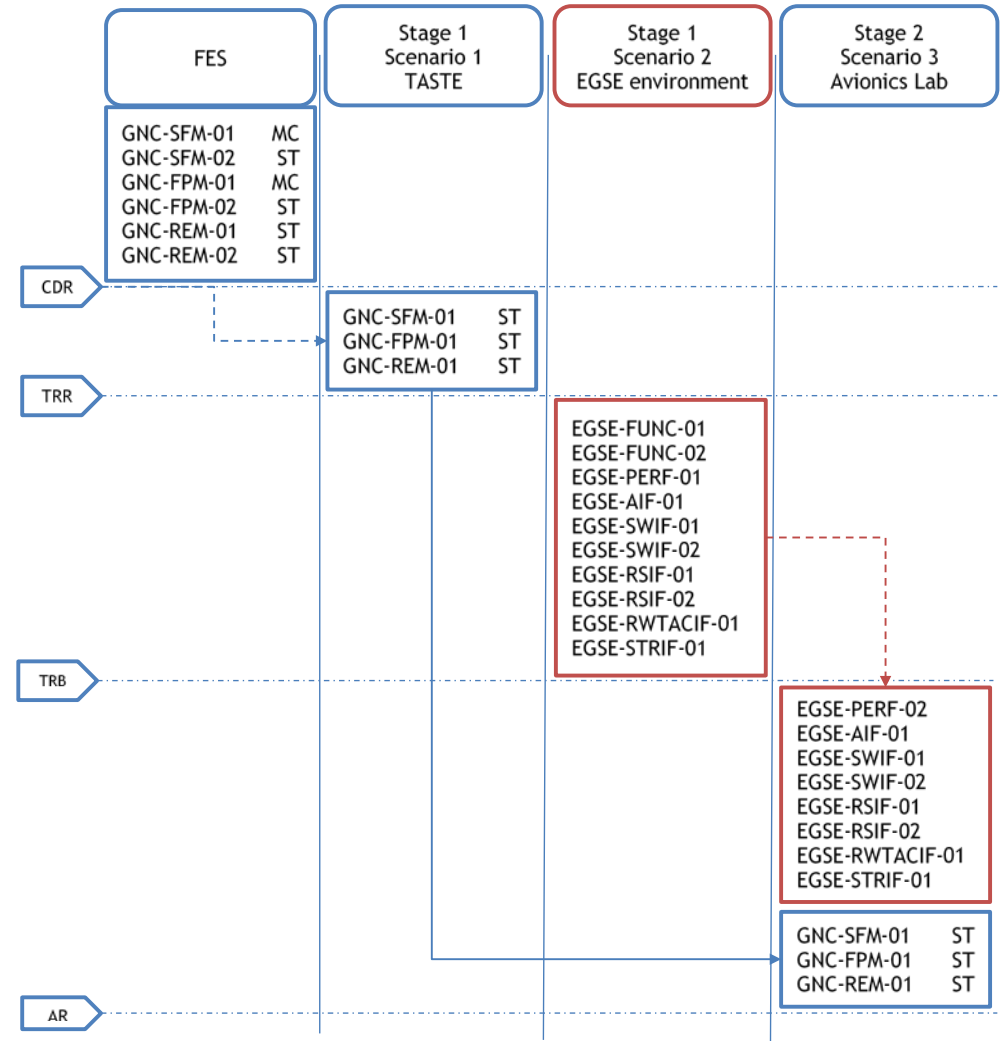 FES
Stage 1
Scenario 1
TASTE
Stage 1
Scenario 2
EGSE environment
Stage 2
Scenario 3
Avionics Lab
GNC-SFM-01 MC
GNC-SFM-02 ST
GNC-FPM-01 MC
GNC-FPM-02 ST
GNC-REM-01 ST
GNC-REM-02 ST
CDR
GNC-SFM-01 ST
GNC-FPM-01 ST
GNC-REM-01 ST
TRR
EGSE-FUNC-01
EGSE-FUNC-02
EGSE-PERF-01
EGSE-AIF-01
EGSE-SWIF-01
EGSE-SWIF-02
EGSE-RSIF-01
EGSE-RSIF-02
EGSE-RWTACIF-01
EGSE-STRIF-01
TRB
EGSE-PERF-02
EGSE-AIF-01
EGSE-SWIF-01
EGSE-SWIF-02
EGSE-RSIF-01
EGSE-RSIF-02
EGSE-RWTACIF-01
EGSE-STRIF-01
GNC-SFM-01 ST
GNC-FPM-01 ST
GNC-REM-01 ST
AR